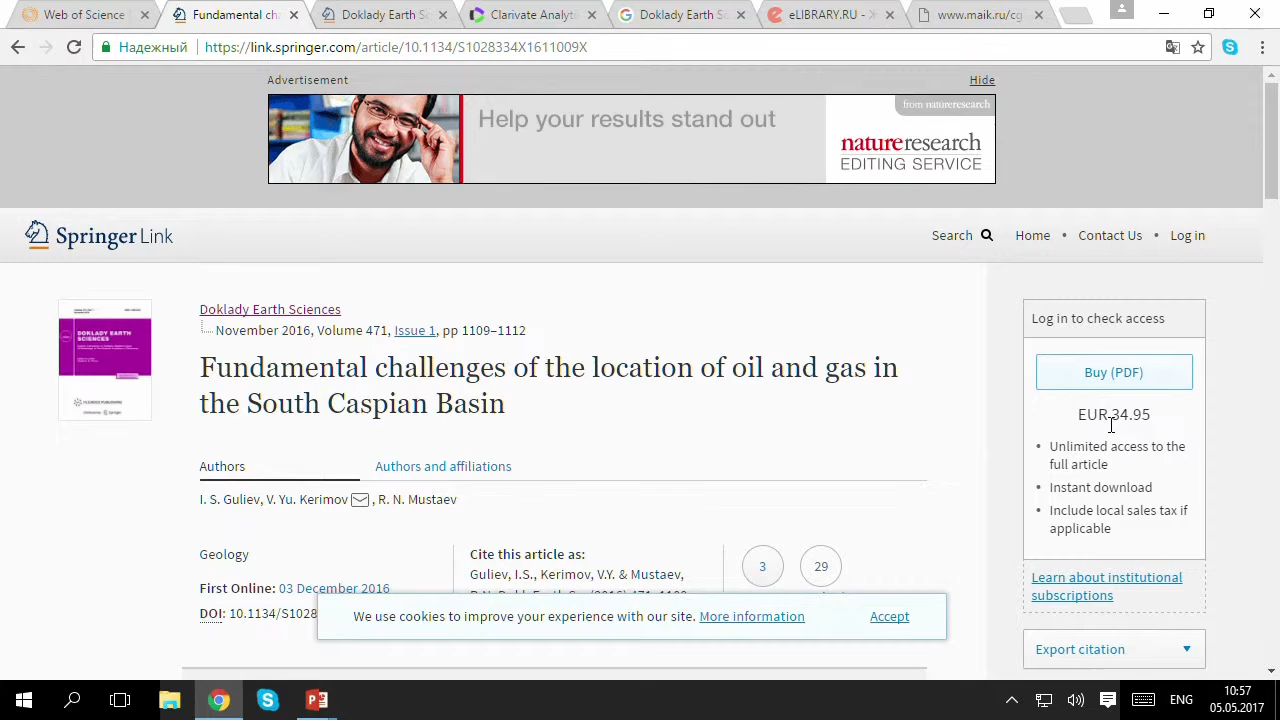 Web of Science
Fundamental ch
Doklady Earth S
Clarivate Analyti
Doklady Earth S
eLIBRARY.RU -
www.maik.ru/cg
Надежный
https://link.springer.com/article/10.1134/S1028334X1611009X
Advertisement
Hide
Help your results stand out
from natureresearch
natureresearch
EDITING SERVICE
Springer Link
Search
Home • Contact Us • Log in
DOKLADY EARTH
SCIENCES
Doklady Earth Sciences
November 2016, Volume 471, Issue 1, pp 1109–1112
Fundamental challenges of the location of oil and gas in
the South Caspian Basin
Authors
Authors and affiliations
I. S. Guliev, V. Yu. Kerimov, R. N. Mustaev
Geology
First Online: 03 December 2016
DOI: 10.1134/S1028
Cite this article as:
Guliev, I.S., Kerimov, V.Y. & Mustaev,
3
29
Log in to check access
Buy (PDF)
EUR 34.95
• Unlimited access to the
full article
• Instant download
• Include local sales tax if
applicable
Learn about institutional
subscriptions
Export citation
We use cookies to improve your experience with our site. More information
Accept
ENG
10:57
05.05.2017